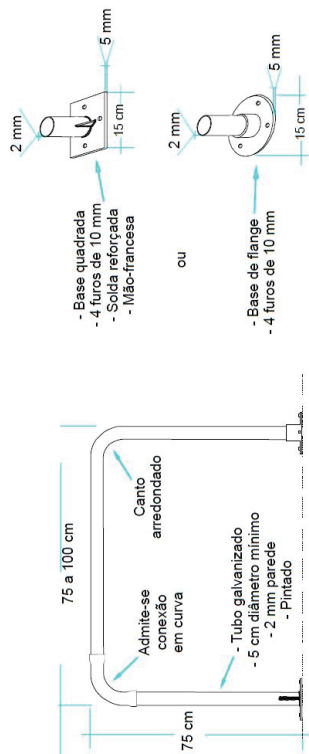 75 a 100 cm
75 cm
Admite-se
conexão
em curva
Canto
arredondado
- Tubo galvanizado
- 5 cm diâmetro mínimo
- 2 mm parede
- Pintado
2 mm
5 mm
15 cm
- Base quadrada
- 4 furos de 10 mm
- Solda reforçada
- Mão-francesa
ou
2 mm
5 mm
15 cm
- Base de flange
- 4 furos de 10 mm